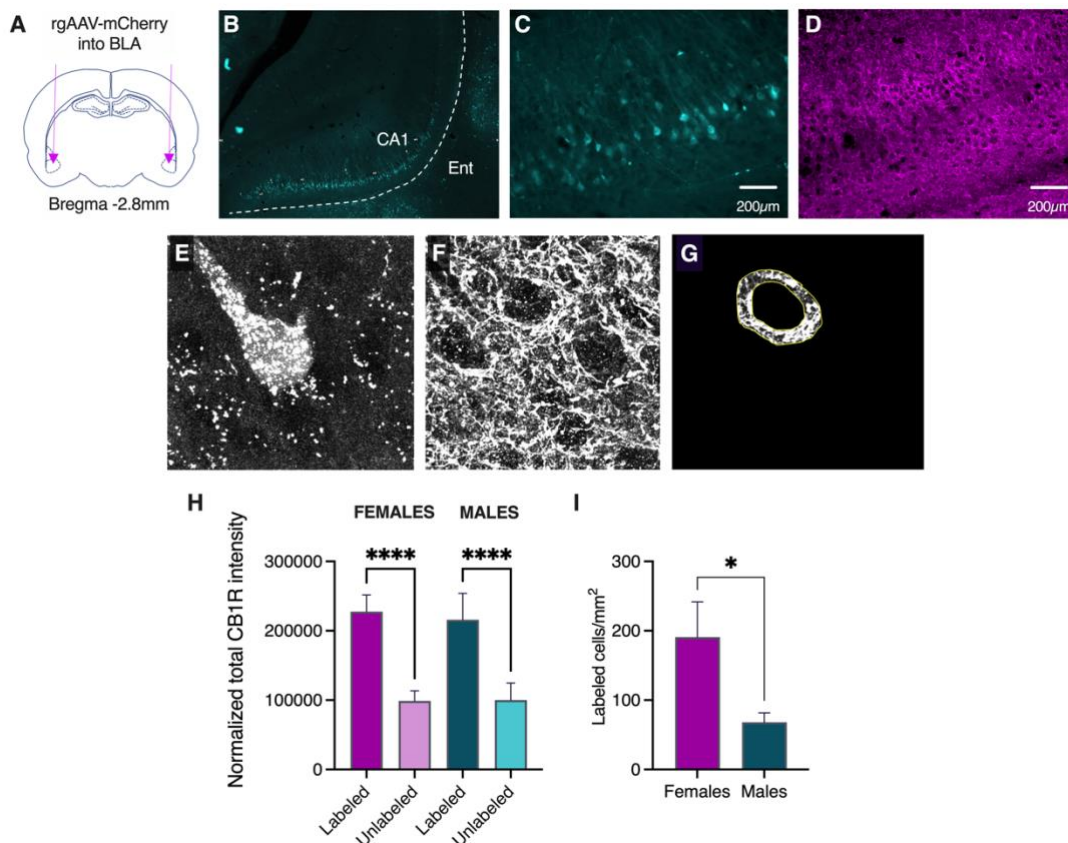 A
rgAAV-mCherry
into BLA
Bregma -2.8mm
B
CA1
Ent
C
200µm
D
200µm
E
F
G
H
FEMALES MALES
**** ****
Normalized total CB1R intensity
300000
200000
100000
0
Labeled
Unlabeled
Labeled
Unlabeled
I
*
Labeled cells/mm²
300
200
100
0
Females Males